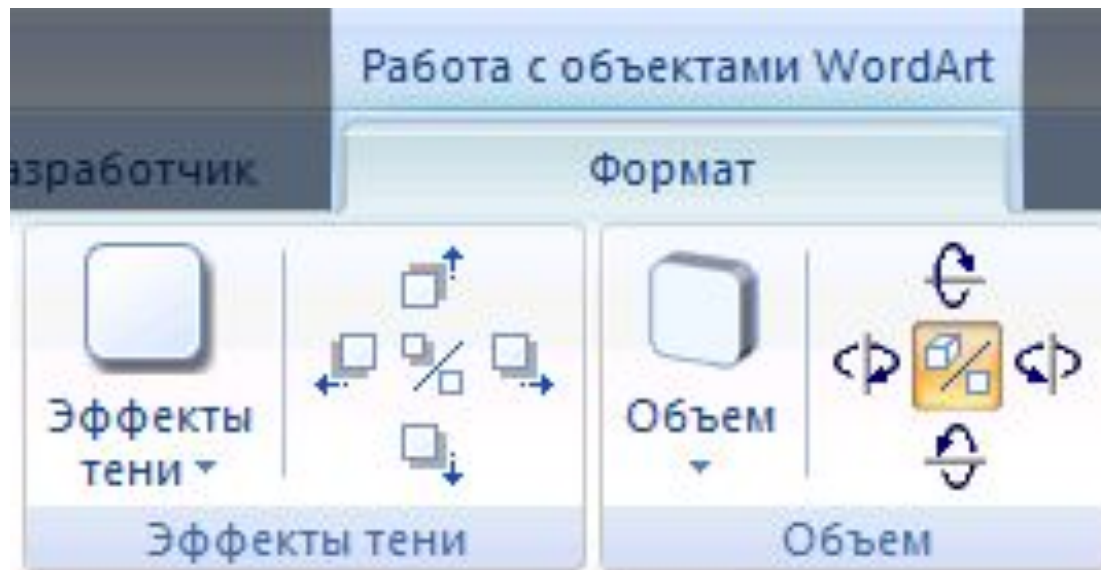 Работа с объектами WordArt
азработчик
Формат
Эффекты
тени
Объем
Эффекты тени
Объем